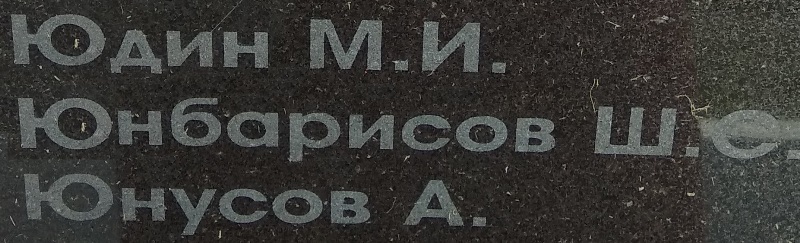 Юдин М.И.
Юнбарисов Ш.С.
Юнусов А.